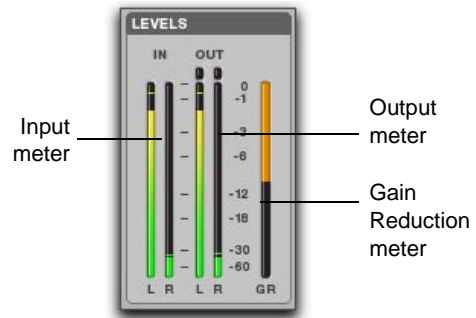 LEVELS
IN OUT
0
-1
-3
-6
-12
-18
-30
-60
L R L R GR
Input
meter
Output
meter
Gain
Reduction
meter